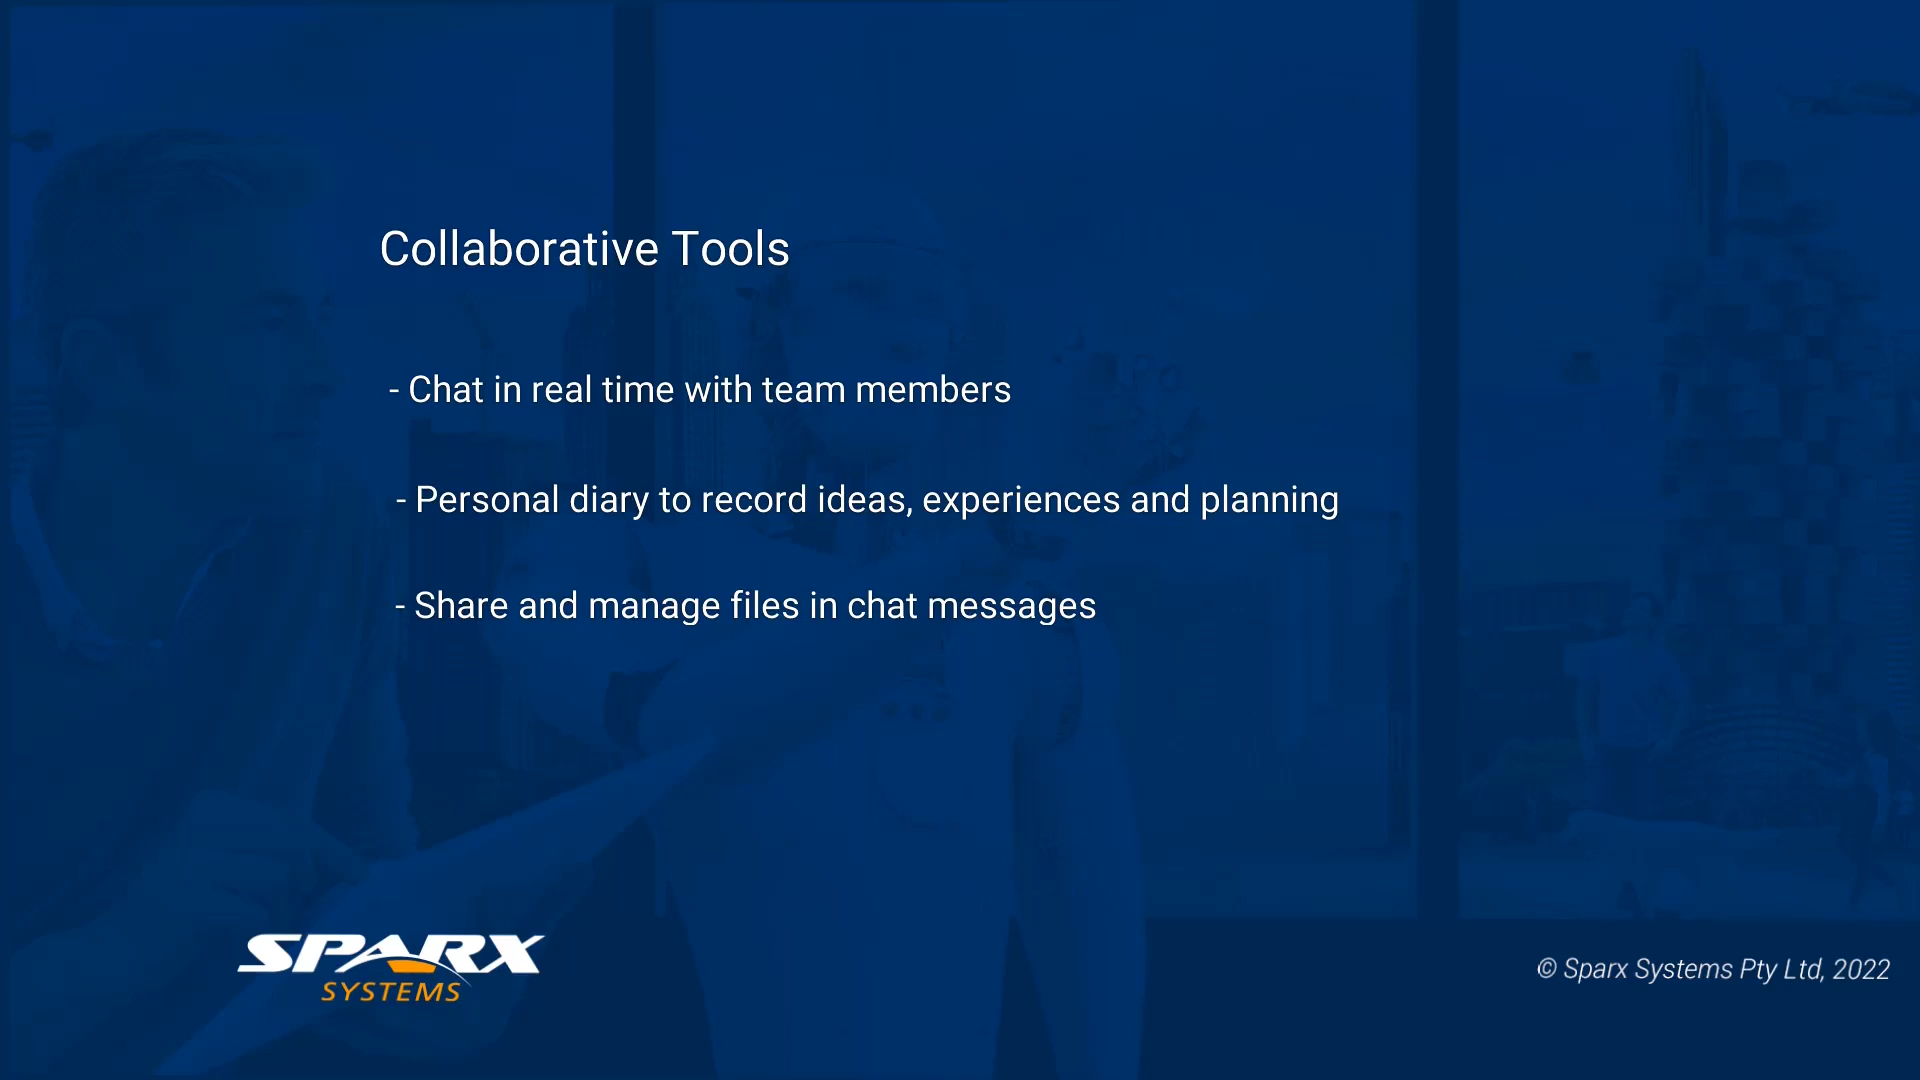 Collaborative Tools
- Chat in real time with team members
- Personal diary to record ideas, experiences and planning
- Share and manage files in chat messages
SPARX
SYSTEMS
© Sparx Systems Pty Ltd, 2022